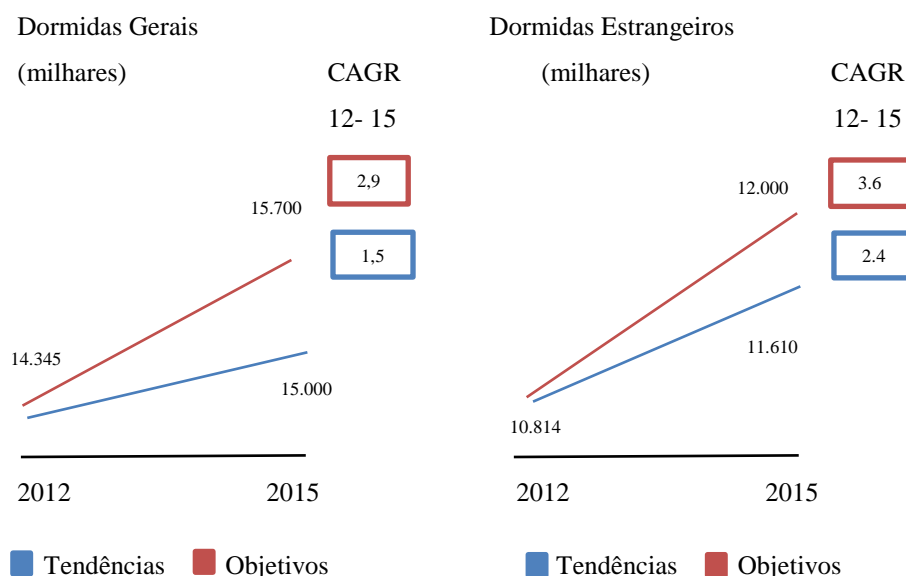 Dormidas Gerais
(milhares)
CAGR
12- 15
2,9
15.700
1,5
14.345
15.000
2012
2015
Tendências
Objetivos
Dormidas Estrangeiros
(milhares)
CAGR
12- 15
3.6
12.000
2.4
11.610
10.814
2012
2015
Tendências
Objetivos